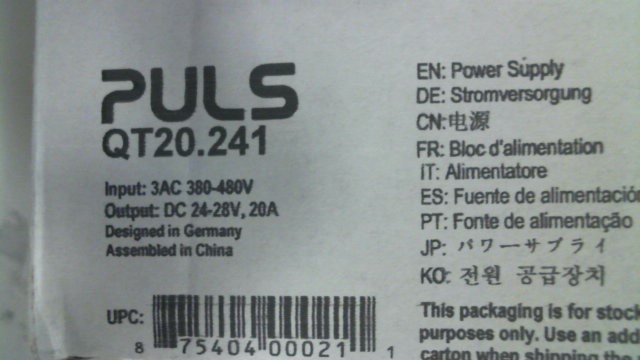 PULS
QT20.241
Input: 3AC 380-480V
Output: DC 24-28V, 20A
Designed in Germany
Assembled in China
UPC:
8 75404 00021 1
EN: Power Supply
DE: Stromversorgung
CN:电源
FR: Bloc d'alimentation
IT: Alimentatore
ES: Fuente de alimentación
PT: Fonte de alimentação
JP: パワーサプライ
KO: 전원 공급장치
This packaging is for stock
purposes only. Use an add
carton when shipping the